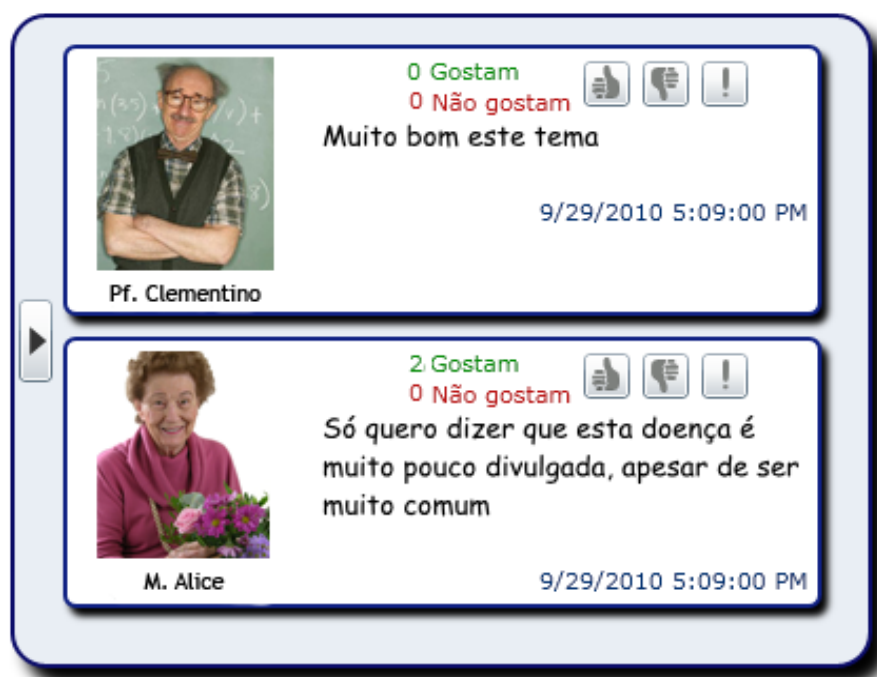 0 Gostam
0 Não gostam
Muito bom este tema
9/29/2010 5:09:00 PM
Pf. Clementino
2 Gostam
0 Não gostam
Só quero dizer que esta doença é
muito pouco divulgada, apesar de ser
muito comum
9/29/2010 5:09:00 PM
M. Alice